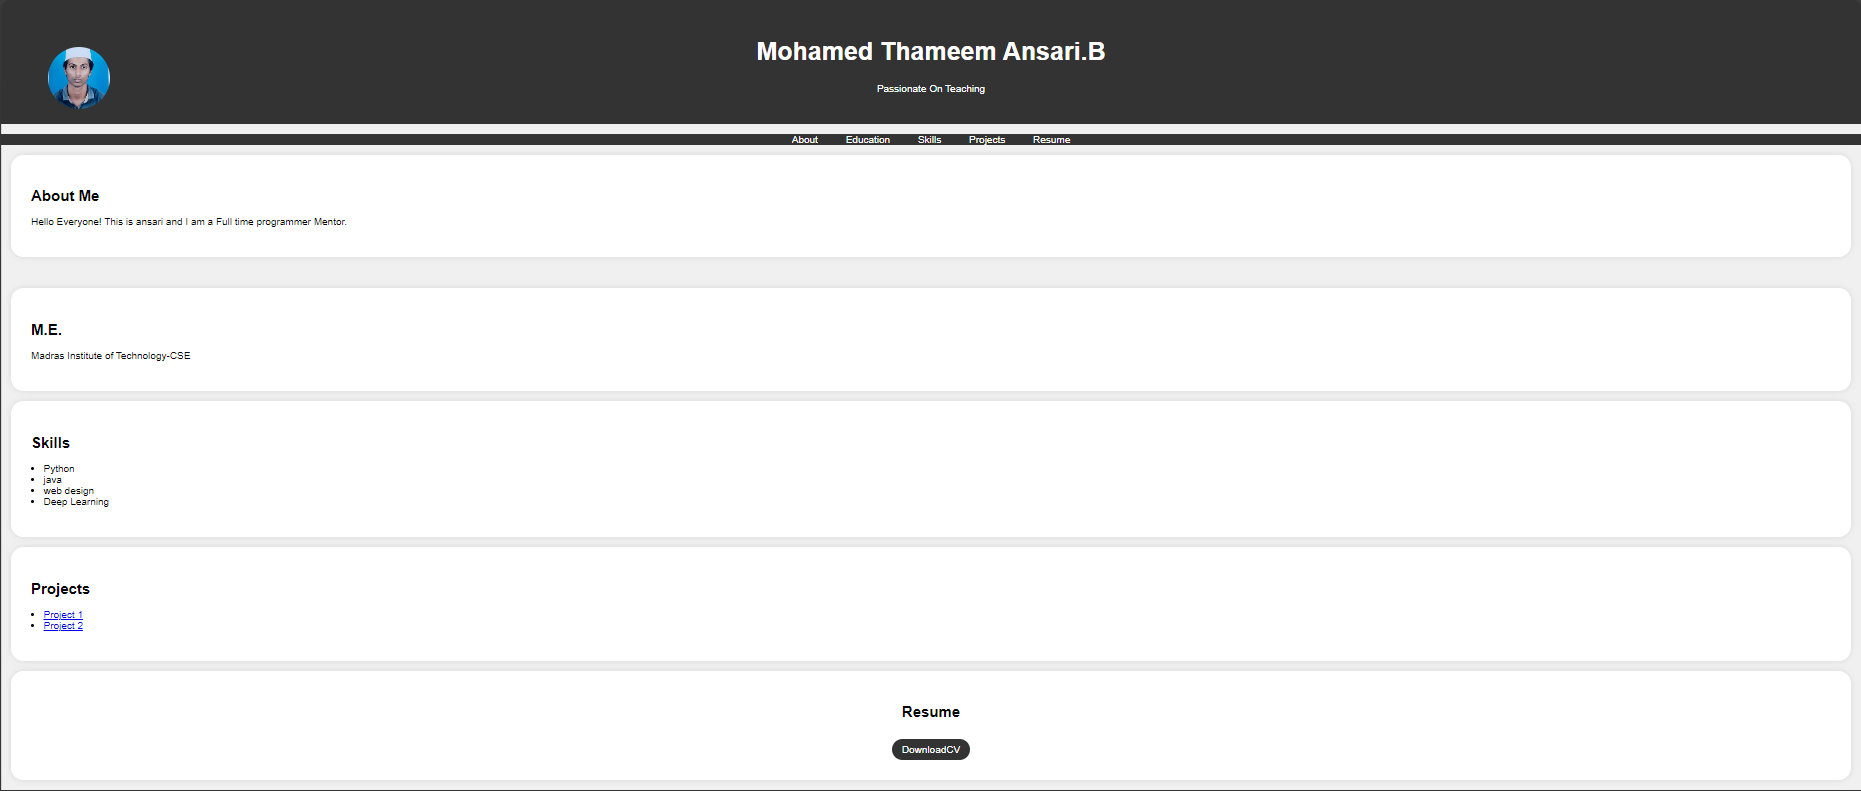 Mohamed Thameem Ansari.B
Passionate On Teaching
About Education Skills Projects Resume
About Me
Hello Everyone! This is ansari and I am a Full time programmer Mentor.
M.E.
Madras Institute of Technology-CSE
Skills
Python
java
web design
Deep Learning
Projects
Project 1
Project 2
Resume
DownloadCV